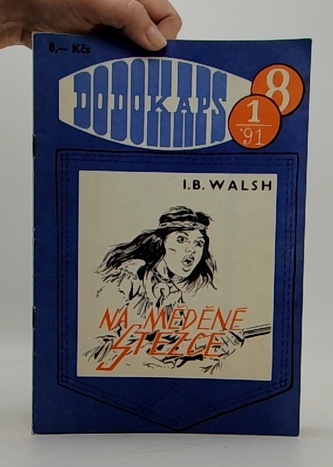 8,— Kčs
DODOKAPS
8
1
'91
I.B. WALSH
NA MĚDĚNÉ
STEZCE